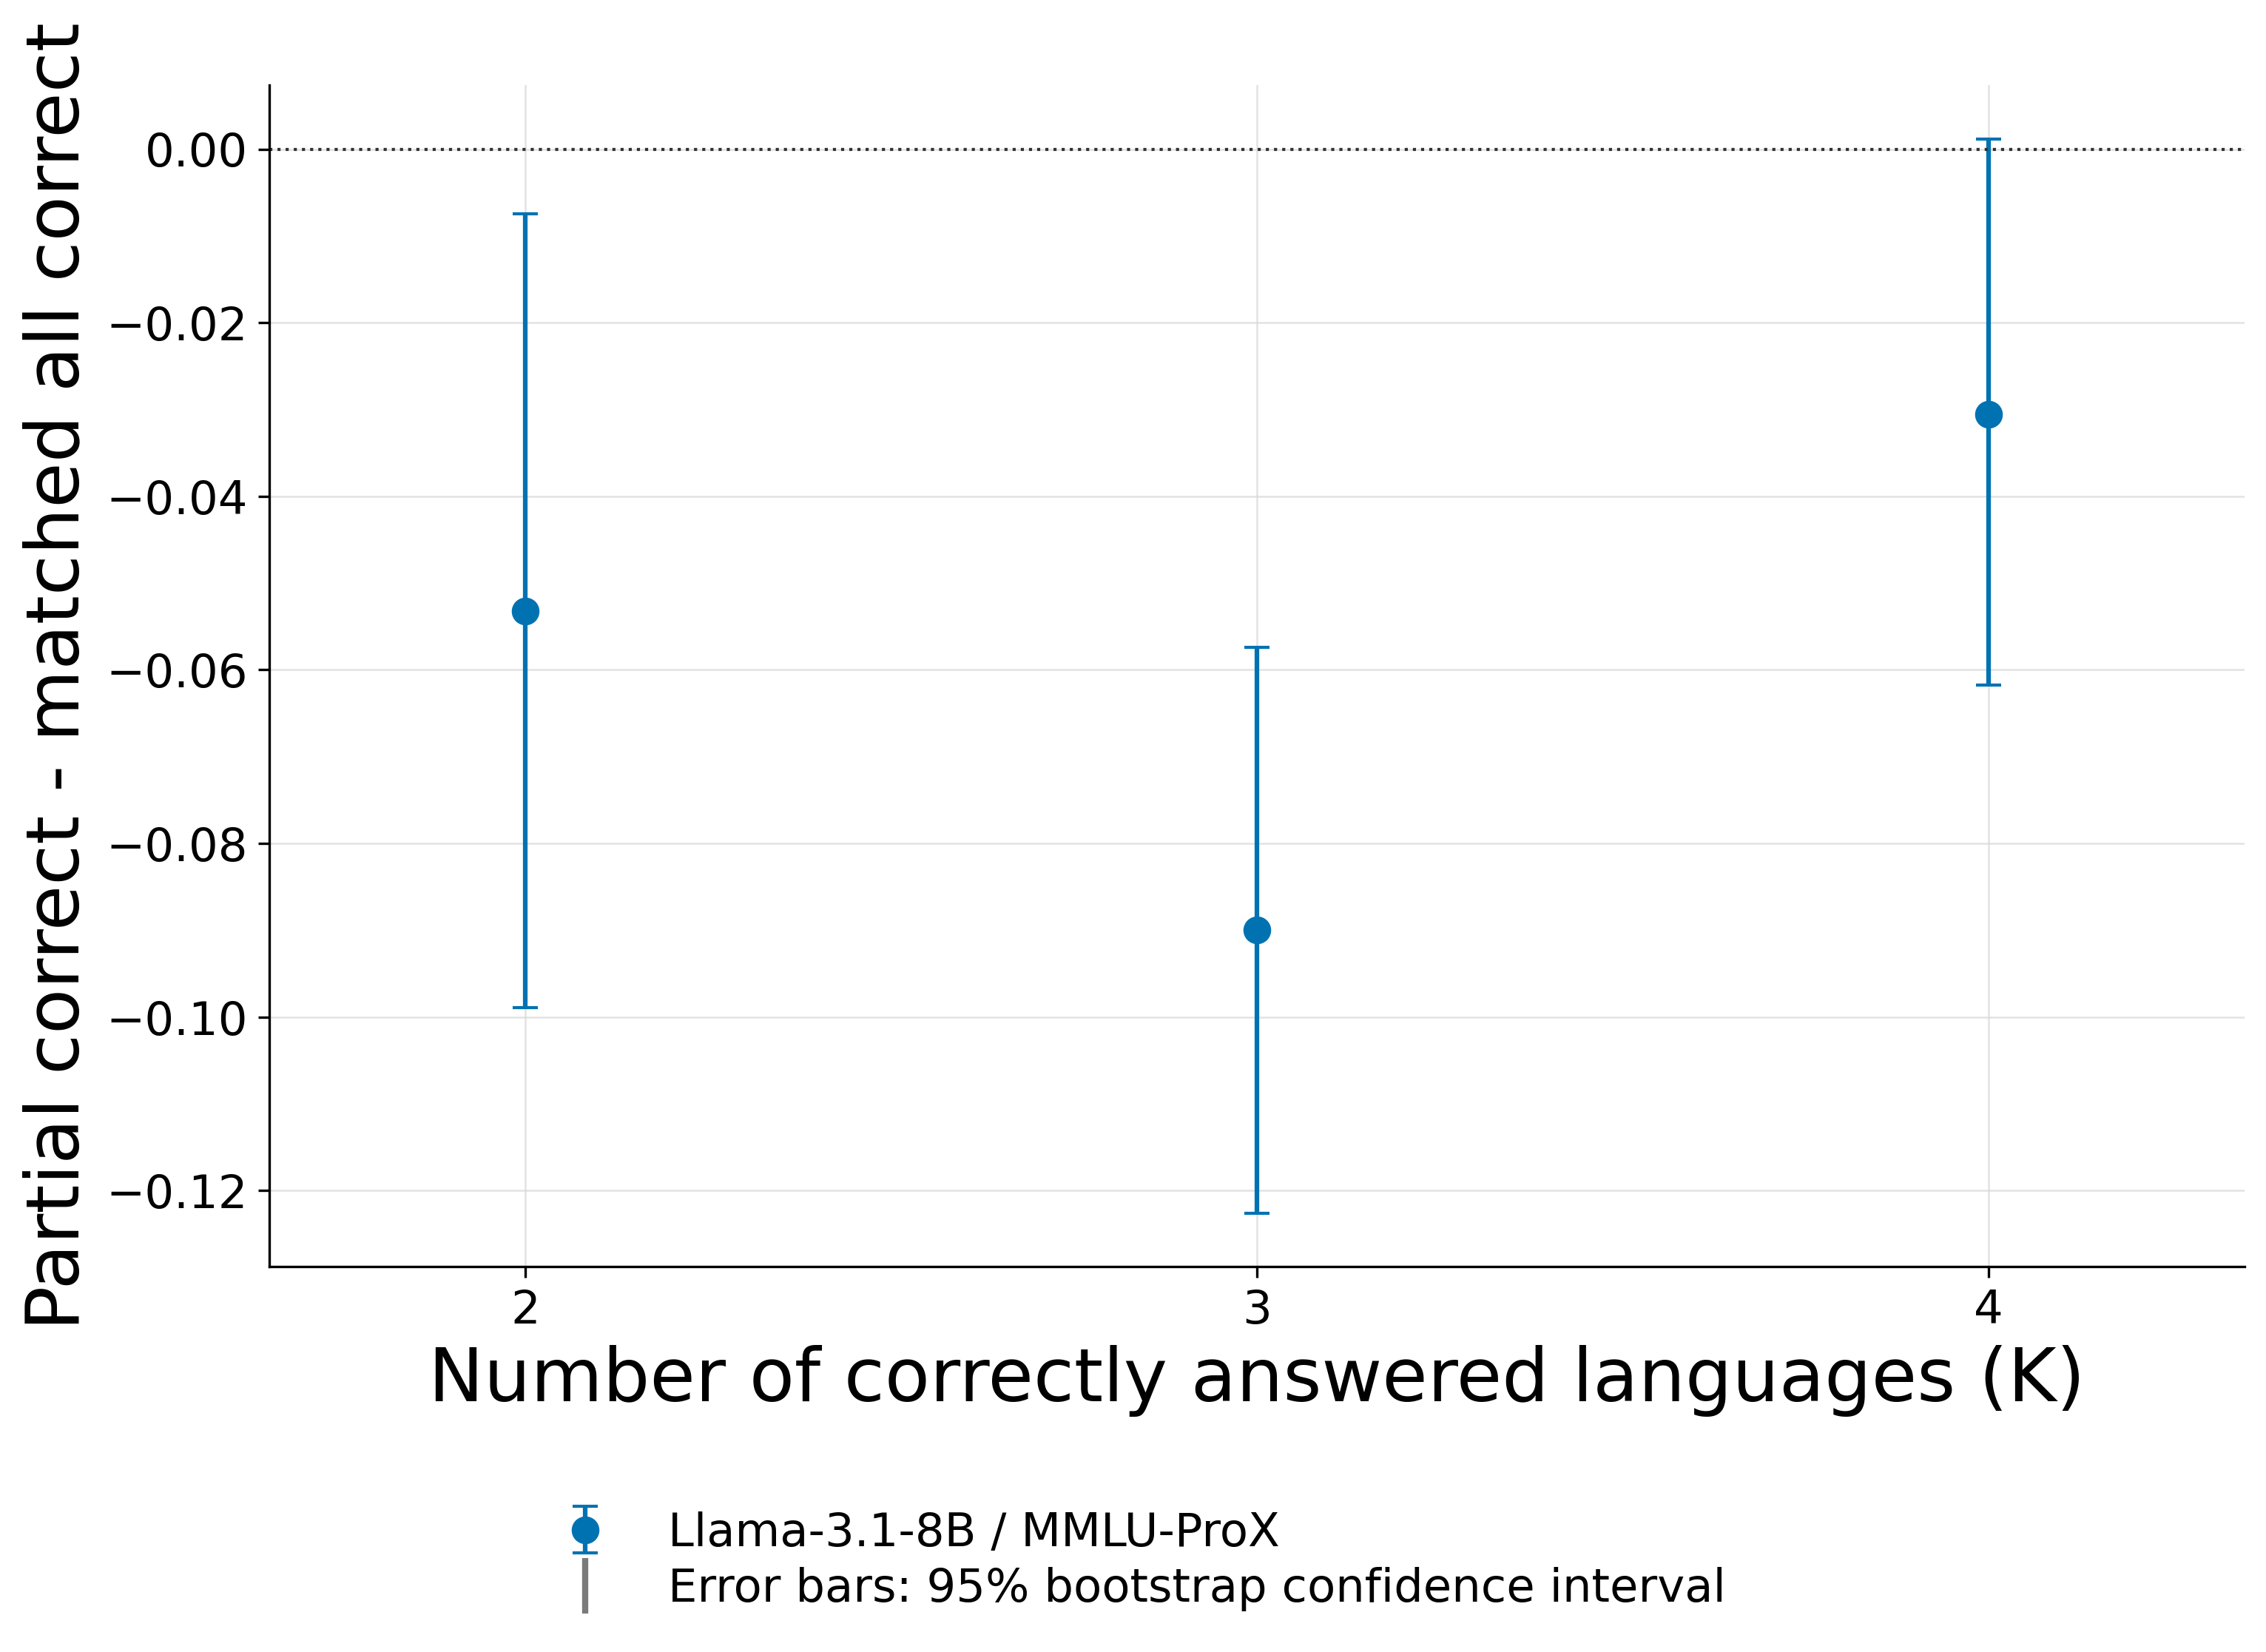 Partial correct - matched all correct
0.00
−0.02
−0.04
−0.06
−0.08
−0.10
−0.12
2
3
4
Number of correctly answered languages (K)
Llama-3.1-8B / MMLU-ProX
Error bars: 95% bootstrap confidence interval